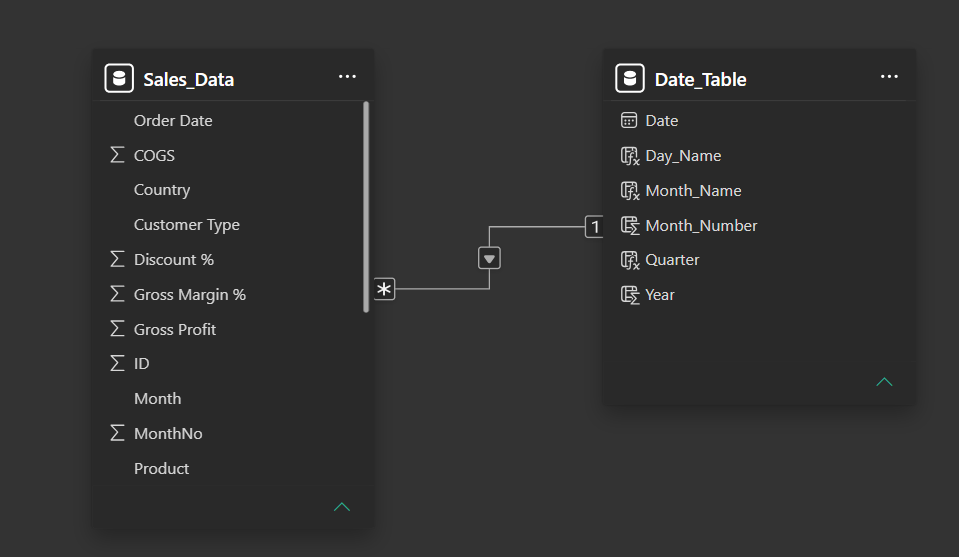 Sales_Data
Order Date
COGS
Country
Customer Type
Discount %
Gross Margin %
Gross Profit
ID
Month
MonthNo
Product
*
1
Date_Table
Date
Day_Name
Month_Name
Month_Number
Quarter
Year